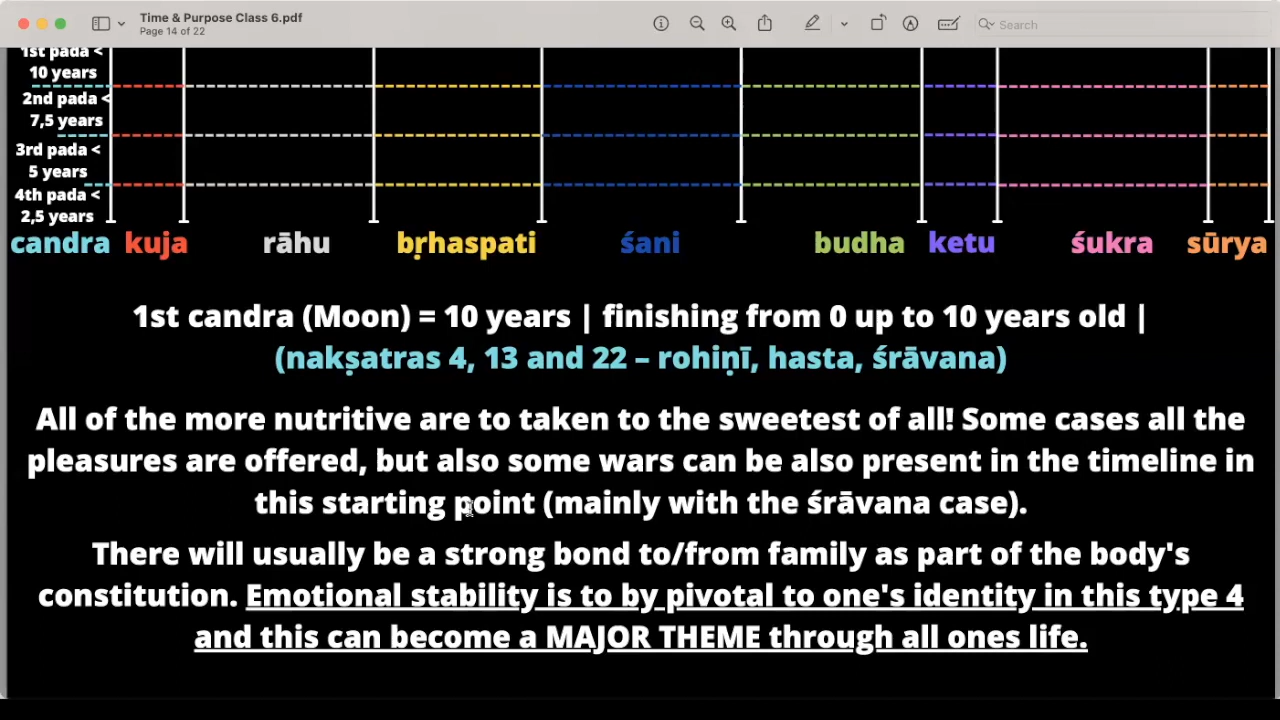 Time & Purpose Class 6.pdf
Page 14 of 22
Search
1st pada <
10 years
2nd pada <
7,5 years
3rd pada <
5 years
4th pada <
2,5 years
candra kuja rāhu bṛhaspati śani budha ketu śukra sūrya
1st candra (Moon) = 10 years | finishing from 0 up to 10 years old |
(nakṣatras 4, 13 and 22 – rohiṇī, hasta, śrāvana)
All of the more nutritive are to taken to the sweetest of all! Some cases all the
pleasures are offered, but also some wars can be also present in the timeline in
this starting point (mainly with the śrāvana case).
There will usually be a strong bond to/from family as part of the body's
constitution. Emotional stability is to by pivotal to one's identity in this type 4
and this can become a MAJOR THEME through all ones life.